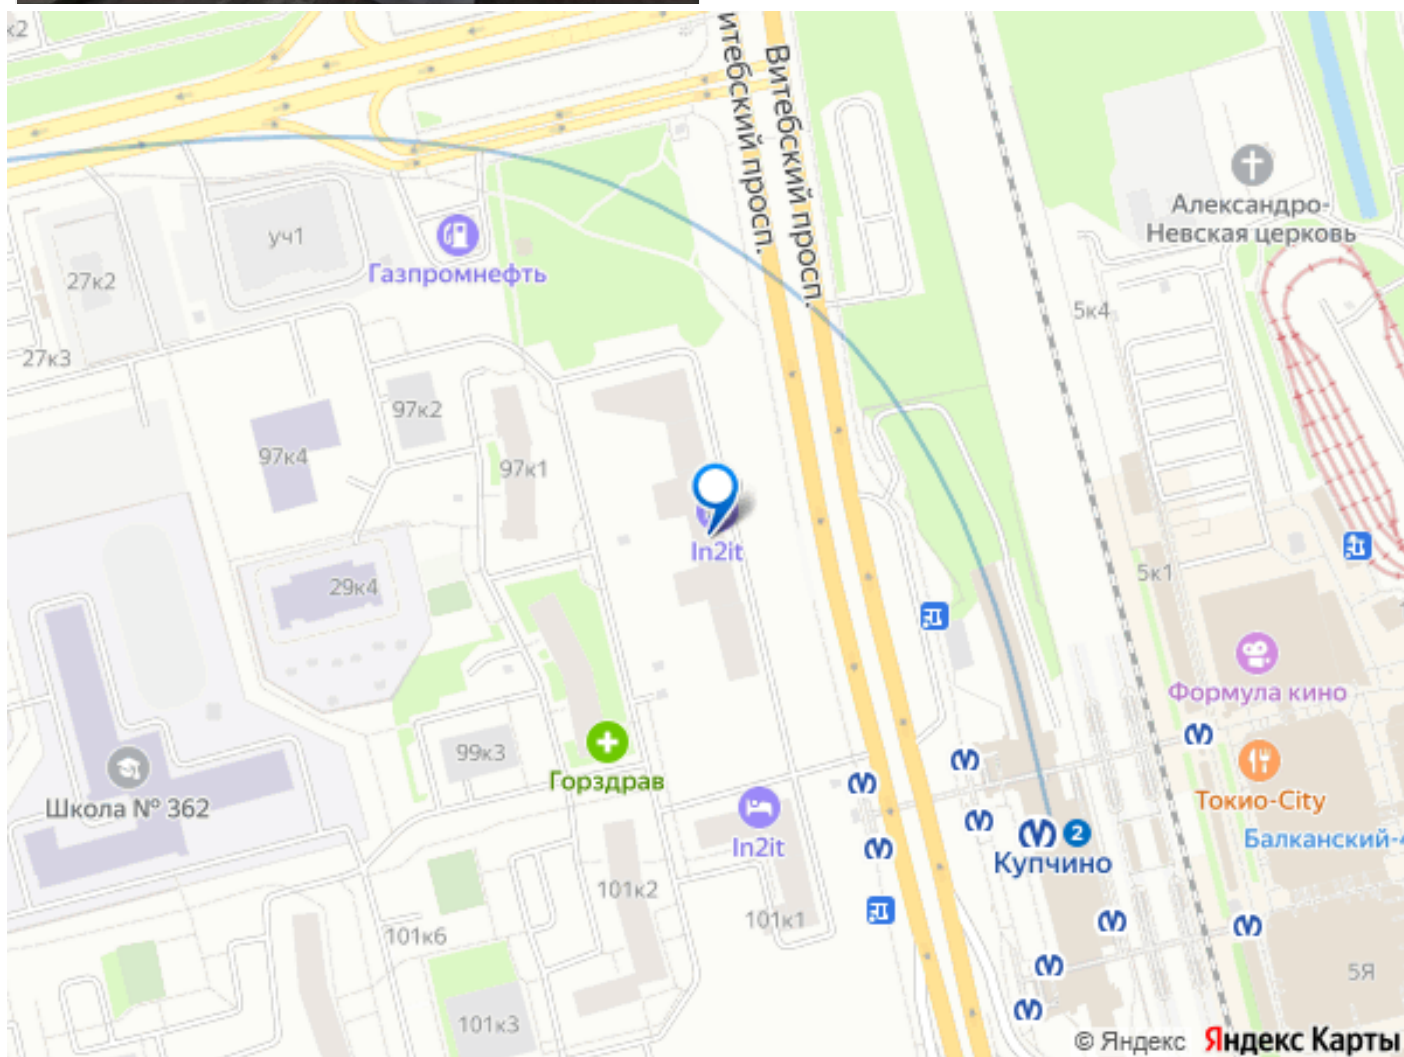 к2
Витебский просп.
итебский просп.
Александро-
Невская церковь
уч1
Газпромнефть
27к2
27к3
5к4
97к2
97к4
97к1
In2it
29к4
5к1
Формула кино
99к3
Горздрав
Школа № 362
In2it
Токио-City
Балканский-
2
Купчино
101к2
101к1
101к6
5Я
101к3
© Яндекс Яндекс Карты